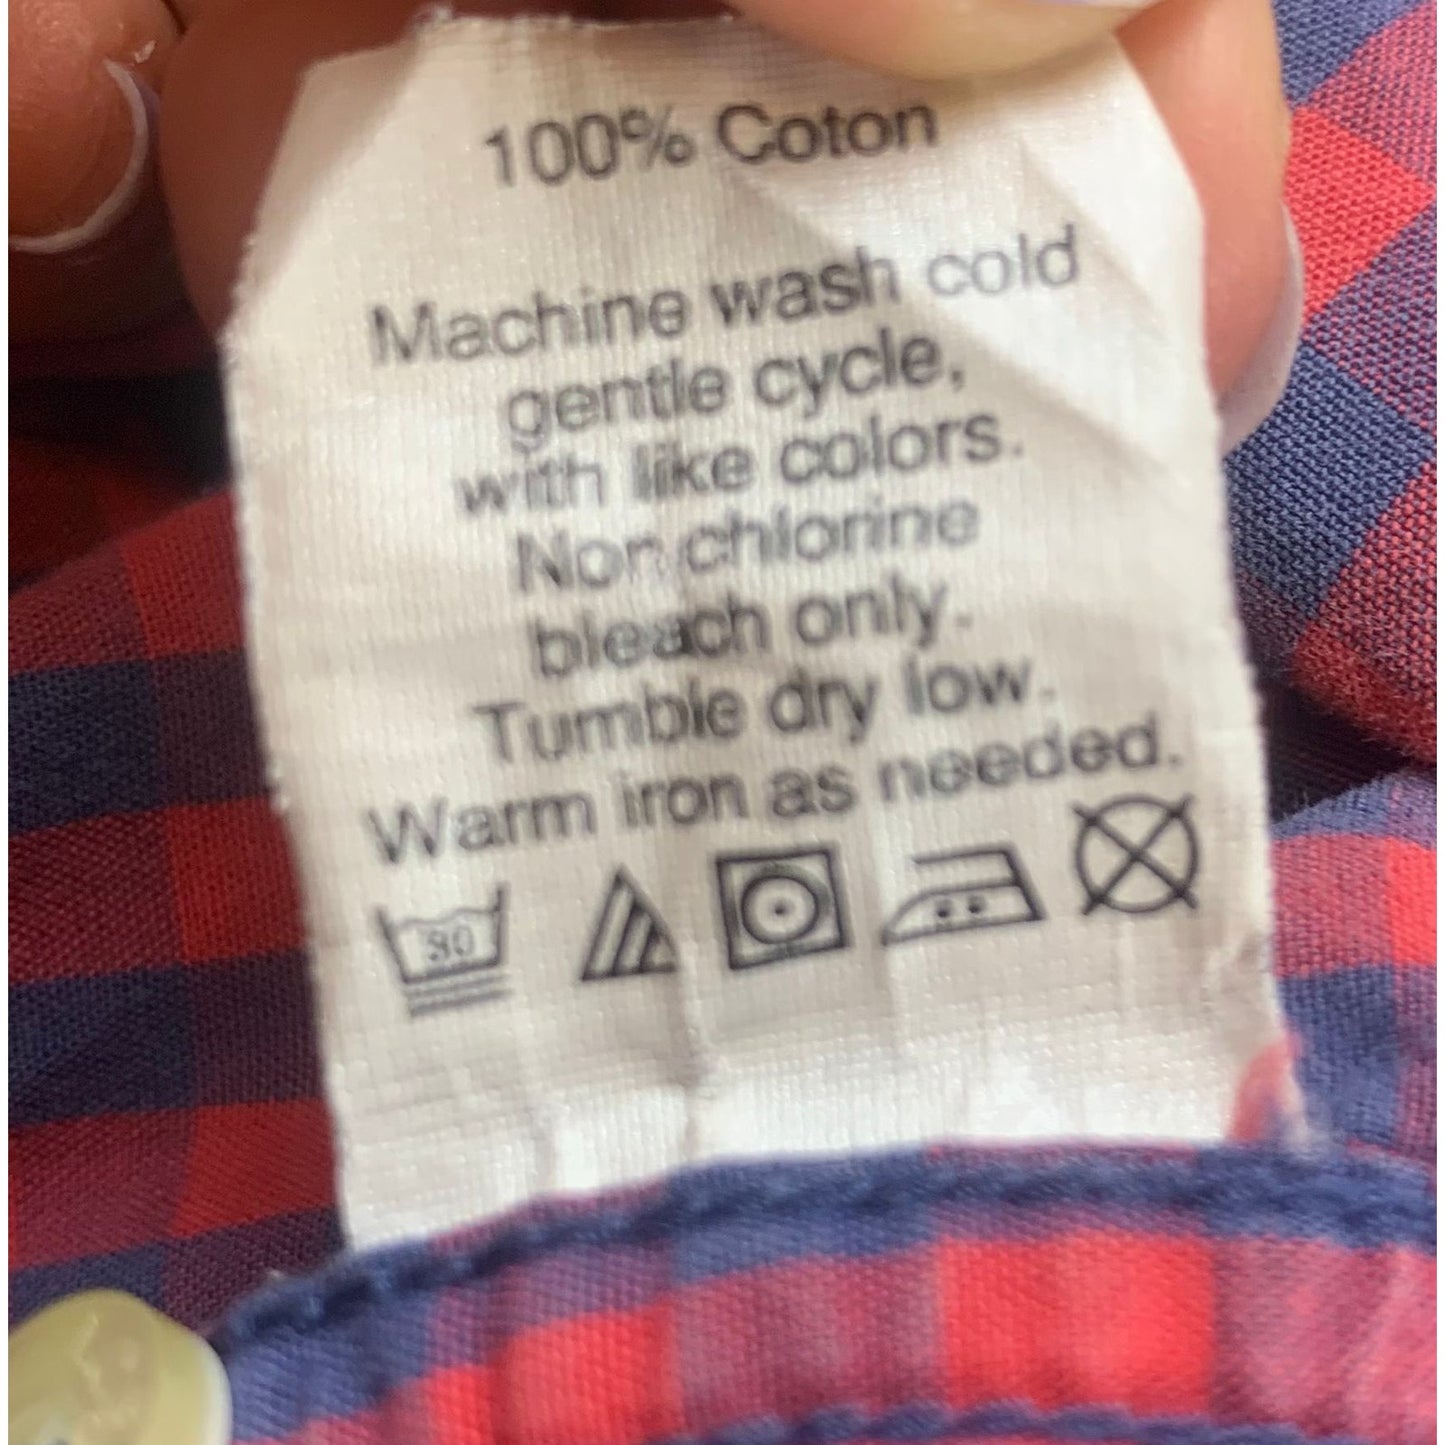 100% Coton
Machine wash cold
gentle cycle,
with like colors.
Non chlorine
bleach only.
Tumble dry low.
Warm iron as needed.
30